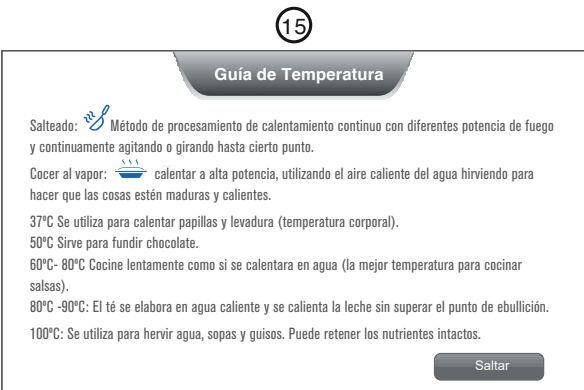 15
Guía de Temperatura
Salteado: Método de procesamiento de calentamiento continuo con diferentes potencia de fuego
y continuamente agitando o girando hasta cierto punto.
Cocer al vapor: calentar a alta potencia, utilizando el aire caliente del agua hirviendo para
hacer que las cosas estén maduras y calientes.
37ºC Se utiliza para calentar papillas y levadura (temperatura corporal).
50ºC Sirve para fundir chocolate.
60ºC- 80ºC Cocine lentamente como si se calentara en agua (la mejor temperatura para cocinar
salsas).
80ºC -90ºC: El té se elabora en agua caliente y se calienta la leche sin superar el punto de ebullición.
100ºC: Se utiliza para hervir agua, sopas y guisos. Puede retener los nutrientes intactos.
Saltar